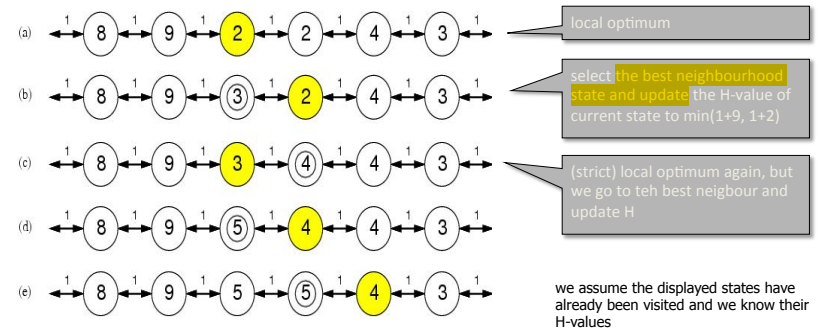 (a) 1 8 1 9 1 2 1 2 1 4 1 3 1
local optimum
(b) 1 8 1 9 1 3 1 2 1 4 1 3 1
select the best neighbourhood
state and update the H-value of
current state to min(1+9, 1+2)
(c) 1 8 1 9 1 3 1 4 1 4 1 3 1
(strict) local optimum again, but
we go to teh best neigbour and
update H
(d) 1 8 1 9 1 5 1 4 1 4 1 3 1
(e) 1 8 1 9 1 5 1 5 1 4 1 3 1
we assume the displayed states have
already been visited and we know their
H-values